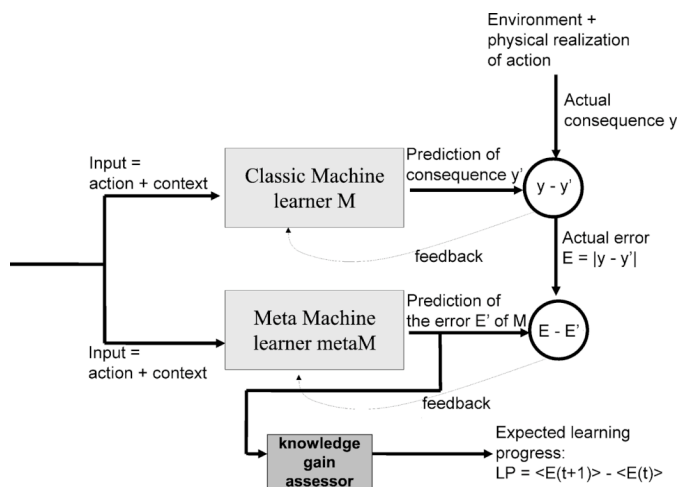 Environment +
physical realization
of action
Actual
consequence y
Input =
action + context
Classic Machine
learner M
Prediction of
consequence y'
y - y'
feedback
Actual error
E = |y - y'|
Meta Machine
learner metaM
Prediction of
the error E' of M
E - E'
Input =
action + context
feedback
knowledge
gain
assessor
Expected learning
progress:
LP = <E(t+1)> - <E(t)>